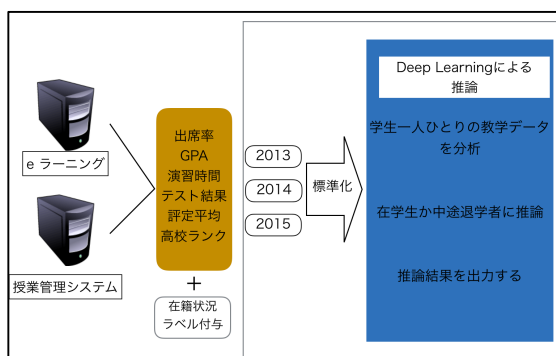 e ラーニング
授業管理システム
出席率
GPA
演習時間
テスト結果
評定平均
高校ランク
+
在籍状況
ラベル付与
2013
2014
2015
標準化
Deep Learningによる
推論
学生一人ひとりの教学データ
を分析
在学生か中途退学者に推論
推論結果を出力する